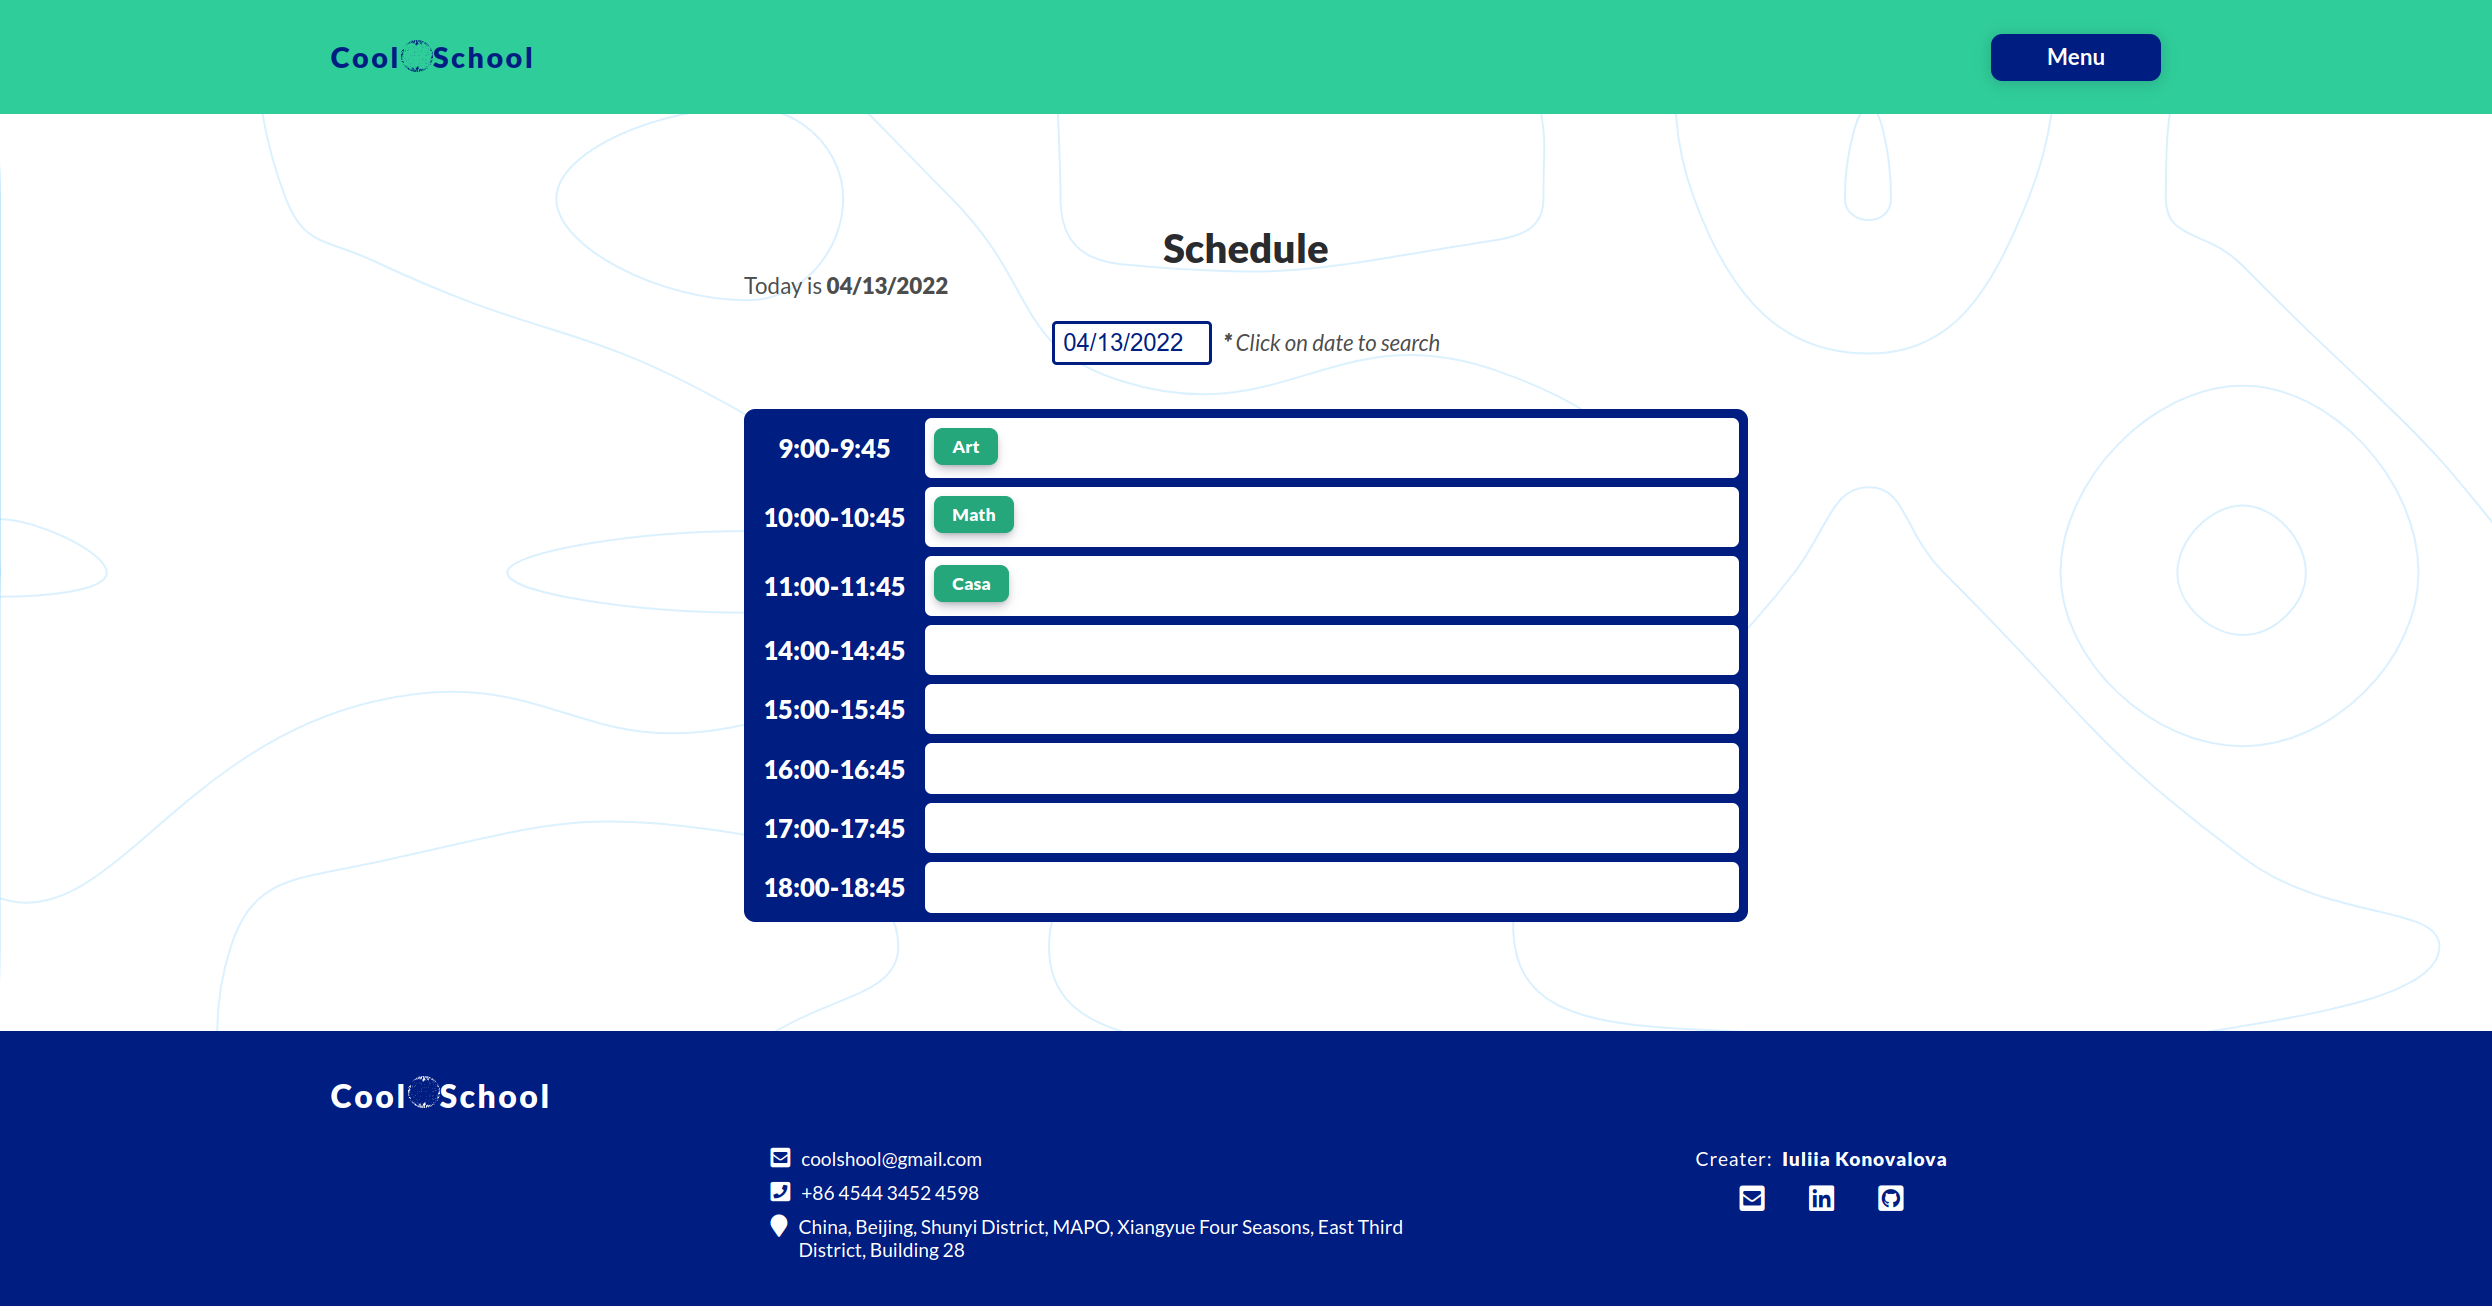 Cool School
Menu
Schedule
Today is 04/13/2022
04/13/2022 * Click on date to search
9:00-9:45 Art
10:00-10:45 Math
11:00-11:45 Casa
14:00-14:45
15:00-15:45
16:00-16:45
17:00-17:45
18:00-18:45
Cool School
coolshool@gmail.com
+86 4544 3452 4598
China, Beijing, Shunyi District, MAPO, Xiangyue Four Seasons, East Third
District, Building 28
Creater: Iuliia Konovalova